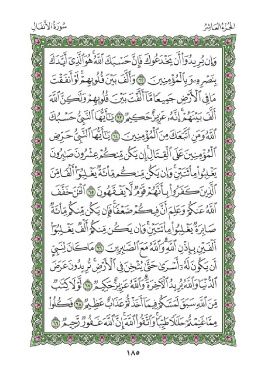 سورة الأنفال الجزء العاشر
وَإِن يُرِيدُوٓا۟ أَن يَخْدَعُوكَ فَإِنَّ حَسْبَكَ ٱللَّهُ هُوَ ٱلَّذِىٓ أَيَّدَكَ
بِنَصْرِهِۦ وَبِٱلْمُؤْمِنِينَ ٦٢ وَأَلَّفَ بَيْنَ قُلُوبِهِمْ لَوْ أَنفَقْتَ
مَا فِى ٱلْأَرْضِ جَمِيعًا مَّآ أَلَّفْتَ بَيْنَ قُلُوبِهِمْ وَلَـٰكِنَّ ٱللَّهَ
أَلَّفَ بَيْنَهُمْ إِنَّهُۥ عَزِيزٌ حَكِيمٌ ٦٣ يَـٰٓأَيُّهَا ٱلنَّبِىُّ حَسْبُكَ
ٱللَّهُ وَمَنِ ٱتَّبَعَكَ مِنَ ٱلْمُؤْمِنِينَ ٦٤ يَـٰٓأَيُّهَا ٱلنَّبِىُّ حَرِّضِ
ٱلْمُؤْمِنِينَ عَلَى ٱلْقِتَالِ إِن يَكُن مِّنكُمْ عِشْرُونَ صَـٰبِرُونَ
يَغْلِبُوا۟ مِا۟ئَتَيْنِ وَإِن يَكُن مِّنكُم مِّا۟ئَةٌ يَغْلِبُوٓا۟ أَلْفًا مِّنَ
ٱلَّذِينَ كَفَرُوا۟ بِأَنَّهُمْ قَوْمٌ لَّا يَفْقَهُونَ ٦٥ ٱلْـَٔـٰنَ خَفَّفَ
ٱللَّهُ عَنكُمْ وَعَلِمَ أَنَّ فِيكُمْ ضَعْفًا فَإِن يَكُن مِّنكُم مِّا۟ئَةٌ
صَابِرَةٌ يَغْلِبُوا۟ مِا۟ئَتَيْنِ وَإِن يَكُن مِّنكُمْ أَلْفٌ يَغْلِبُوٓا۟
أَلْفَيْنِ بِإِذْنِ ٱللَّهِ وَٱللَّهُ مَعَ ٱلصَّـٰبِرِينَ ٦٦ مَا كَانَ لِنَبِىٍّ
أَن يَكُونَ لَهُۥٓ أَسْرَىٰ حَتَّىٰ يُثْخِنَ فِى ٱلْأَرْضِ تُرِيدُونَ عَرَضَ
ٱلدُّنْيَا وَٱللَّهُ يُرِيدُ ٱلْـَٔاخِرَةَ وَٱللَّهُ عَزِيزٌ حَكِيمٌ ٦٧ لَّوْلَا كِتَـٰبٌ
مِّنَ ٱللَّهِ سَبَقَ لَمَسَّكُمْ فِيمَآ أَخَذْتُمْ عَذَابٌ عَظِيمٌ ٦٨ فَكُلُوا۟
مِمَّا غَنِمْتُمْ حَلَـٰلًا طَيِّبًا وَٱتَّقُوا۟ ٱللَّهَ إِنَّ ٱللَّهَ غَفُورٌ رَّحِيمٌ ٦٩
١٨٥